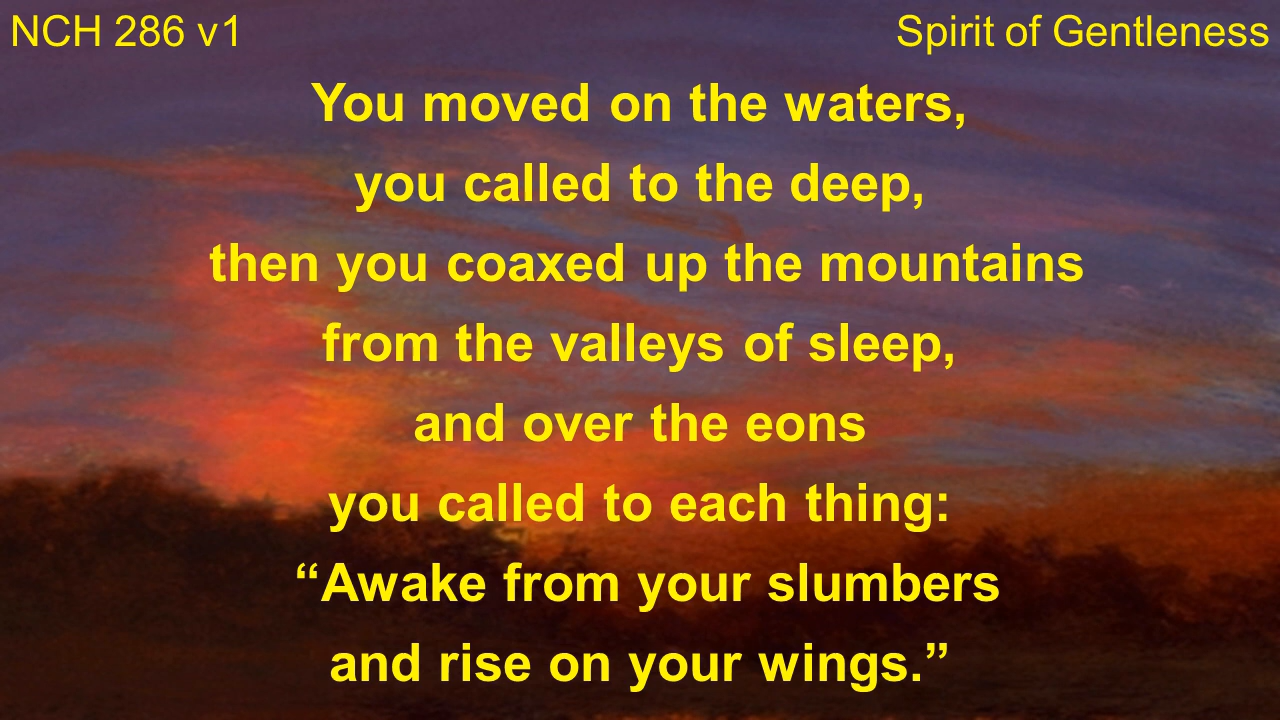 NCH 286 v1
Spirit of Gentleness
You moved on the waters,
you called to the deep,
then you coaxed up the mountains
from the valleys of sleep,
and over the eons
you called to each thing:
“Awake from your slumbers
and rise on your wings.”